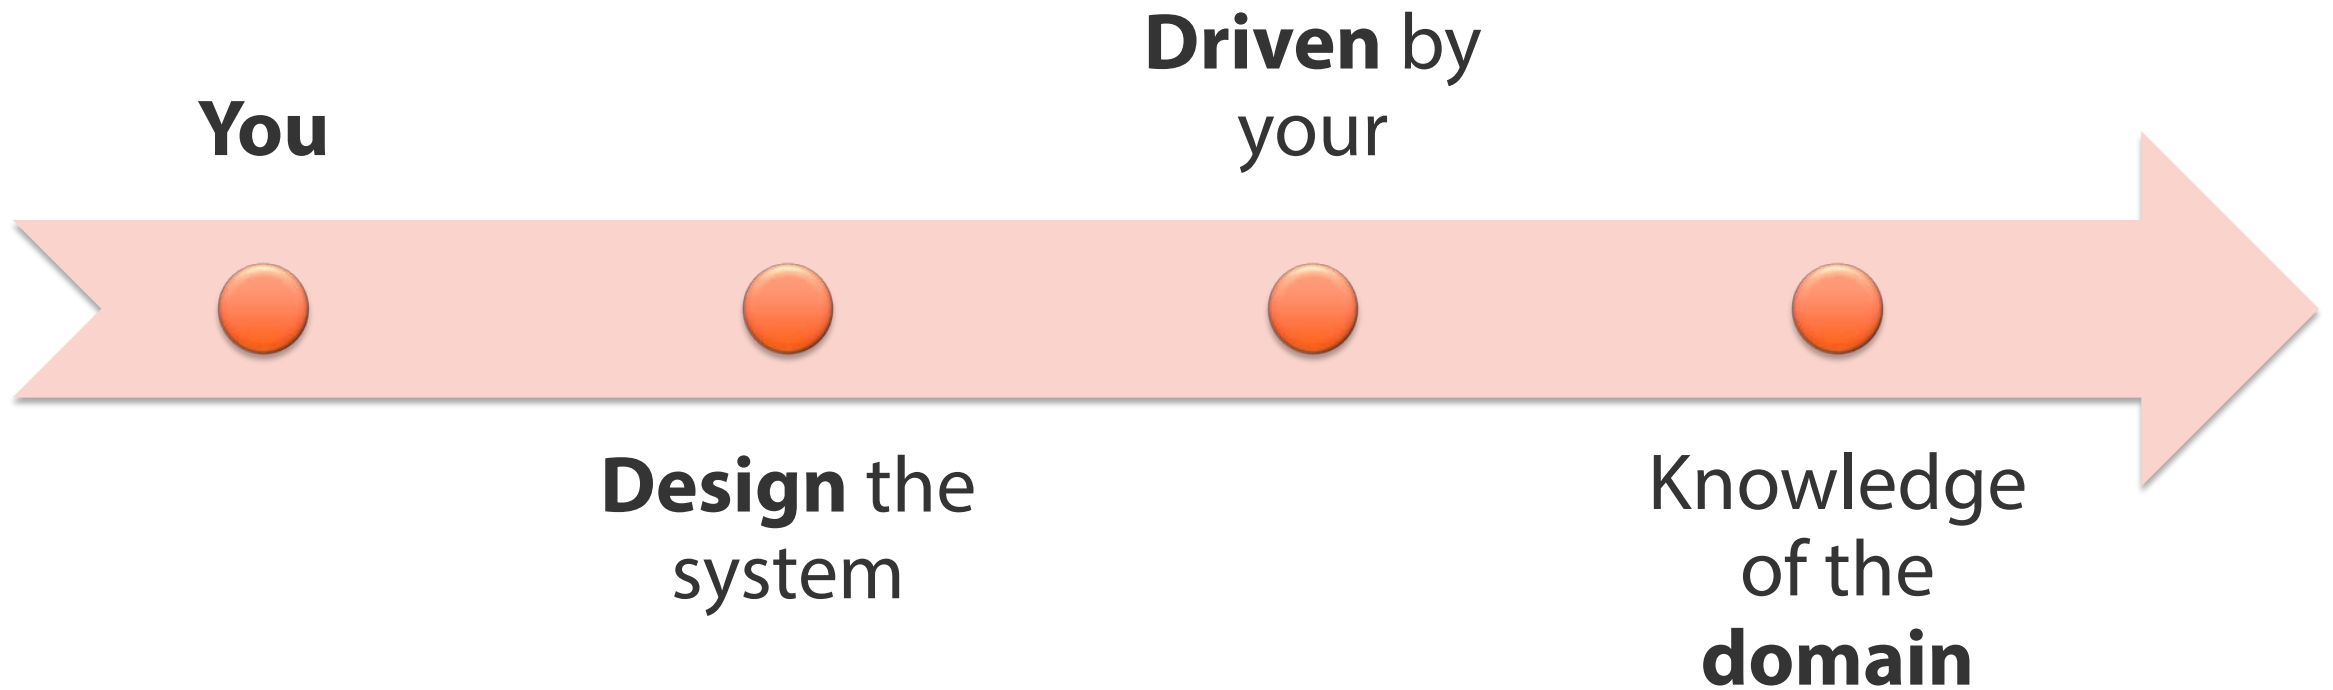 You
Design the
system
Driven by
your
Knowledge
of the
domain